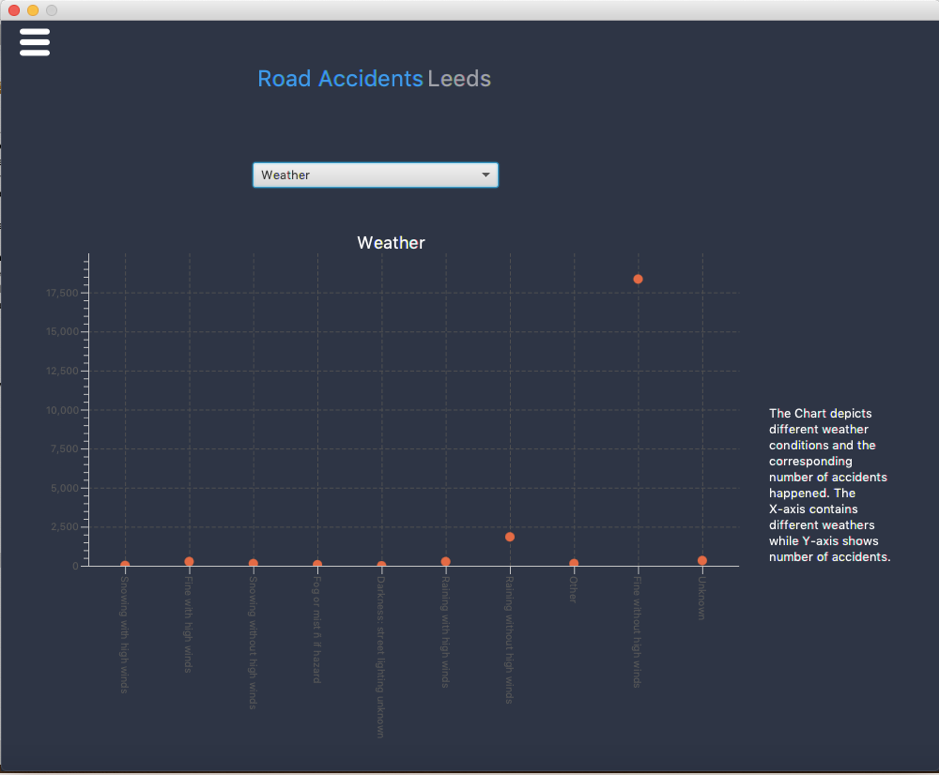 Road Accidents Leeds
Weather
Weather
17,500
15,000
12,500
10,000
7,500
5,000
2,500
0
Snowing with high winds
Fine with high winds
Snowing without high winds
Fog or mist ñ if hazard
Darkness: street lighting unknown
Raining with high winds
Raining without high winds
Other
Fine without high winds
Unknown
The Chart depicts
different weather
conditions and the
corresponding
number of accidents
happened. The
X-axis contains
different weathers
while Y-axis shows
number of accidents.